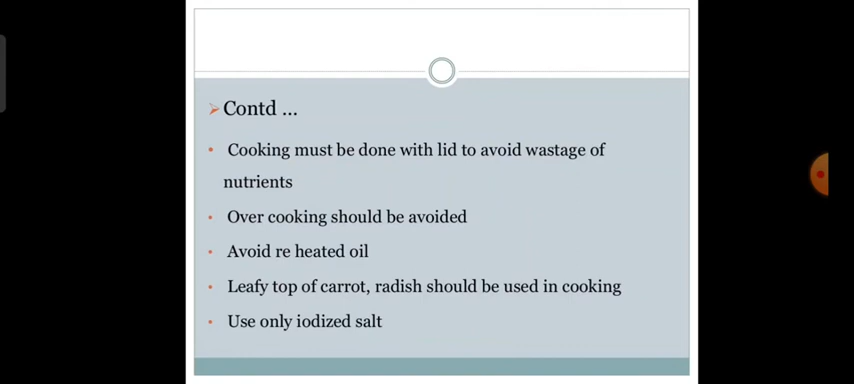 Contd ...
Cooking must be done with lid to avoid wastage of
nutrients
Over cooking should be avoided
Avoid re heated oil
Leafy top of carrot, radish should be used in cooking
Use only iodized salt